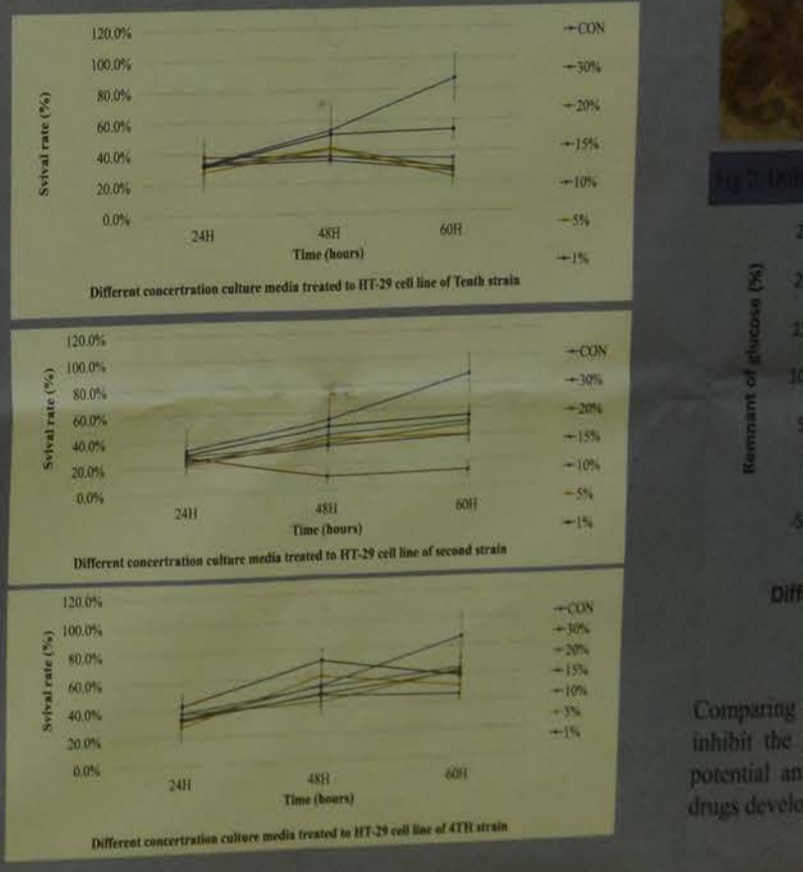 120.0%
100.0%
80.0%
60.0%
40.0%
20.0%
0.0%
Svival rate (%)
24H
48H
60H
Time (hours)
CON
30%
20%
15%
10%
5%
1%
Different concertration culture media treated to HT-29 cell line of Tenth strain
120.0%
100.0%
80.0%
60.0%
40.0%
20.0%
0.0%
Svival rate (%)
24H
48H
60H
Time (hours)
CON
30%
20%
15%
10%
5%
1%
Different concertration culture media treated to HT-29 cell line of second strain
120.0%
100.0%
80.0%
60.0%
40.0%
20.0%
0.0%
Svival rate (%)
24H
48H
60H
Time (hours)
CON
30%
20%
15%
10%
5%
1%
Different concertration culture media treated to HT-29 cell line of 4TH strain
Fig 2.
Remnant of glucose (%)
Diff
Comparing
inhibit the
potential an
drugs develo